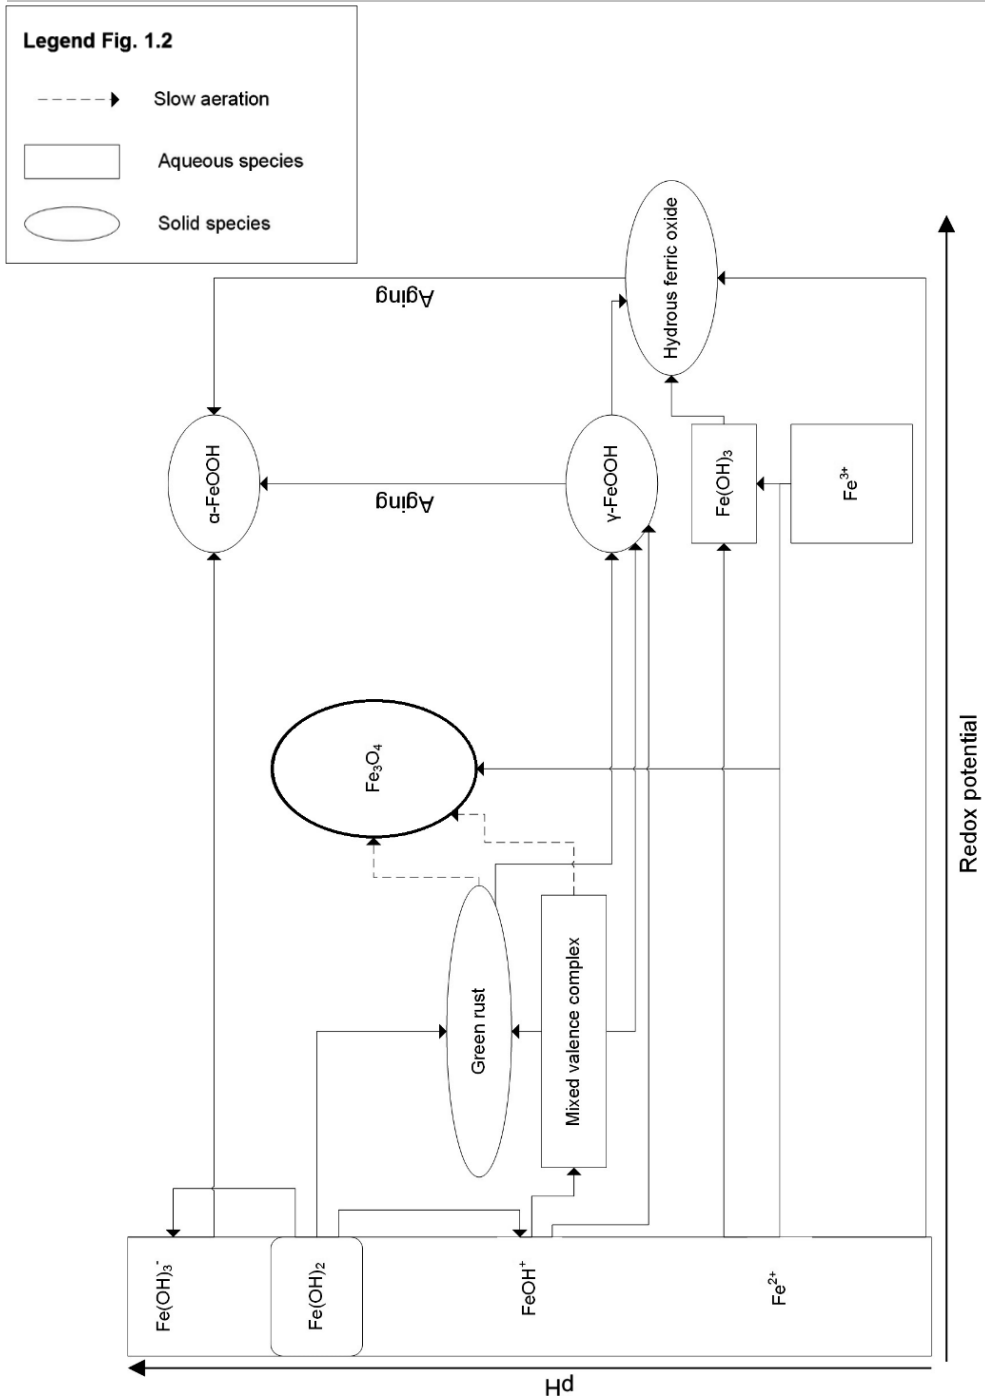 Legend Fig. 1.2
Slow aeration
Aqueous species
Solid species
Hydrous ferric oxide
Aging
α-FeOOH
γ-FeOOH
Aging
Fe(OH)₃
Fe³⁺
Fe₃O₄
Green rust
Mixed valence complex
Fe(OH)₃⁻
Fe(OH)₂
FeOH⁺
Fe²⁺
Redox potential
pH